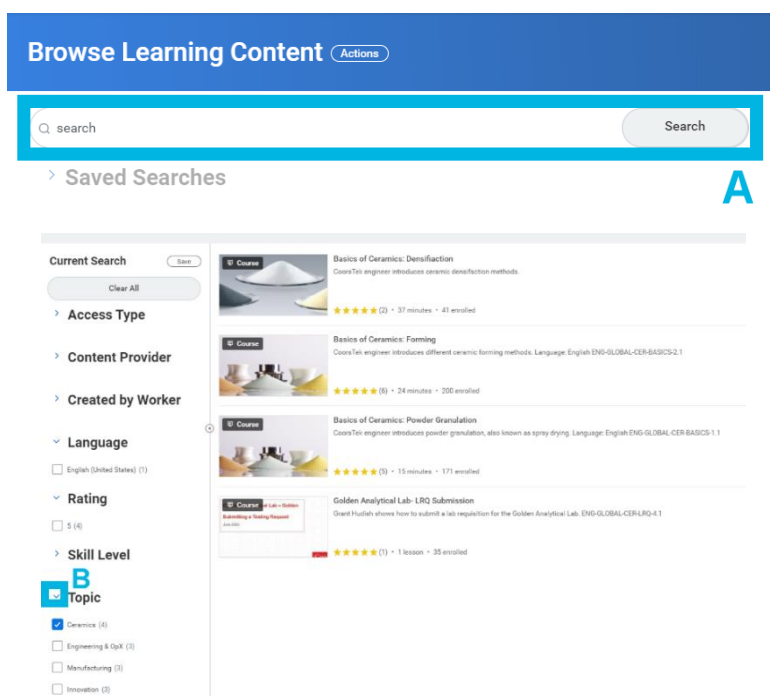 Browse Learning Content Actions
search Search
Saved Searches
A
Current Search Save
Clear All
Access Type
Content Provider
Created by Worker
Language
English (United States) (1)
Rating
5 (4)
Skill Level
B
Topic
Ceramics (4)
Engineering & OpX (3)
Manufacturing (3)
Innovation (3)
Course
Basics of Ceramics: Densifiaction
CoorsTek engineer introduces ceramic densifaction methods.
(2) • 37 minutes • 41 enrolled
Course
Basics of Ceramics: Forming
CoorsTek engineer introduces different ceramic forming methods. Language: English ENG-GLOBAL-CER-BASICS-2.1
(6) • 24 minutes • 200 enrolled
Course
Basics of Ceramics: Powder Granulation
CoorsTek engineer introduces powder granulation, also known as spray drying. Language: English ENG-GLOBAL-CER-BASICS-1.1
(5) • 15 minutes • 171 enrolled
Course
Lab – Golden
Submitting a Testing Request
Golden Analytical Lab- LRQ Submission
Grant Hudish shows how to submit a lab requisition for the Golden Analytical Lab. ENG-GLOBAL-CER-LRQ-4.1
(1) • 1 lesson • 35 enrolled